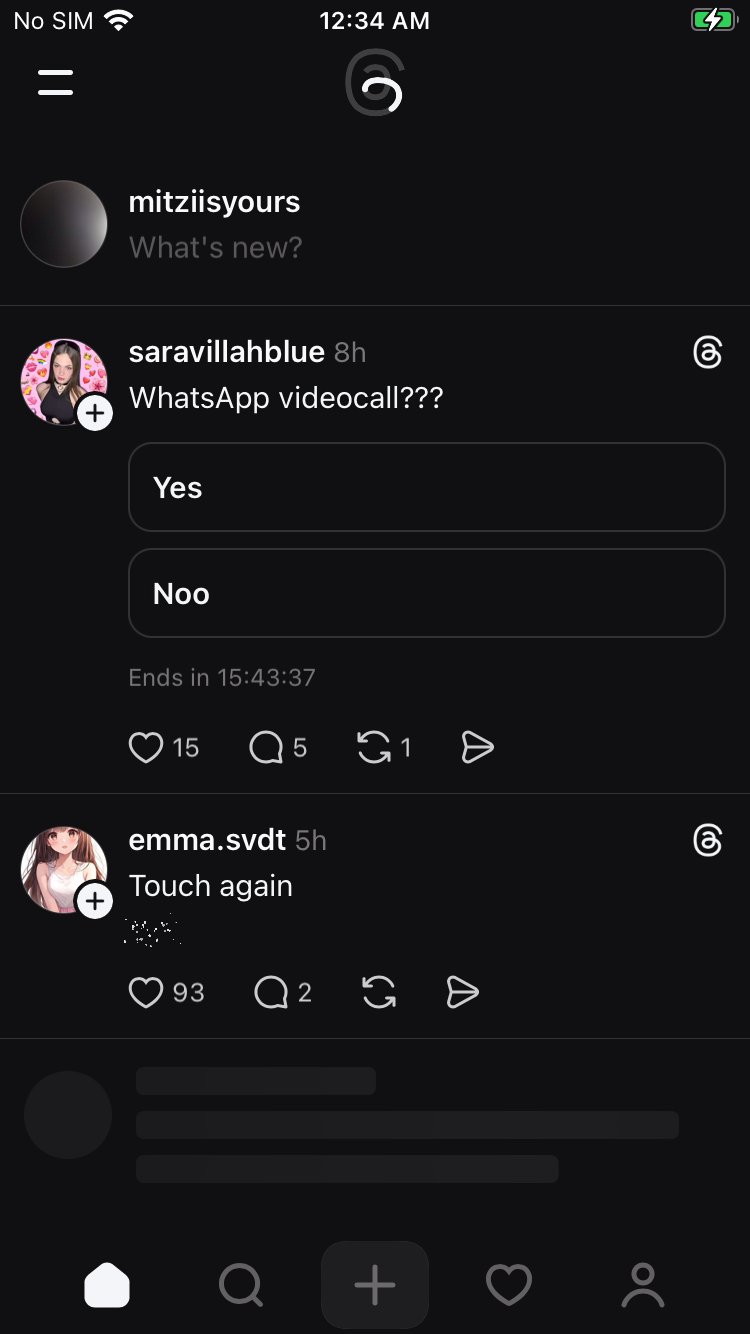 No SIM 12:34 AM
mitziisyours
What's new?
saravillahblue 8h
WhatsApp videocall???
Yes
Noo
Ends in 15:43:37
15 5 1
emma.svdt 5h
Touch again
93 2